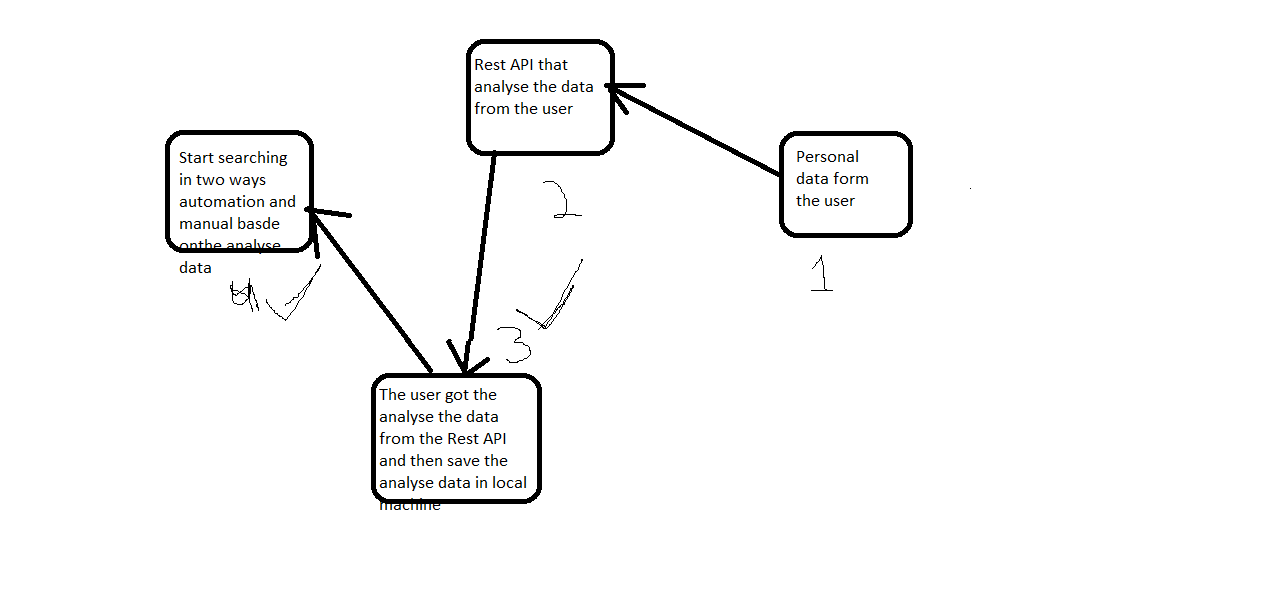 Rest API that
analyse the data
from the user
Start searching
in two ways
automation and
manual basde
onthe analyse
data
Personal
data form
the user
2
1
4
3
The user got the
analyse the data
from the Rest API
and then save the
analyse data in local
machine